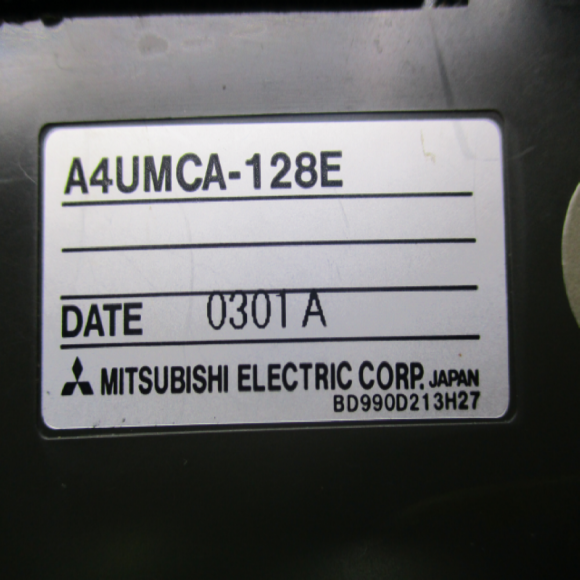 A4UMCA-128E
DATE 0301 A
MITSUBISHI ELECTRIC CORP. JAPAN
BD990D213H27